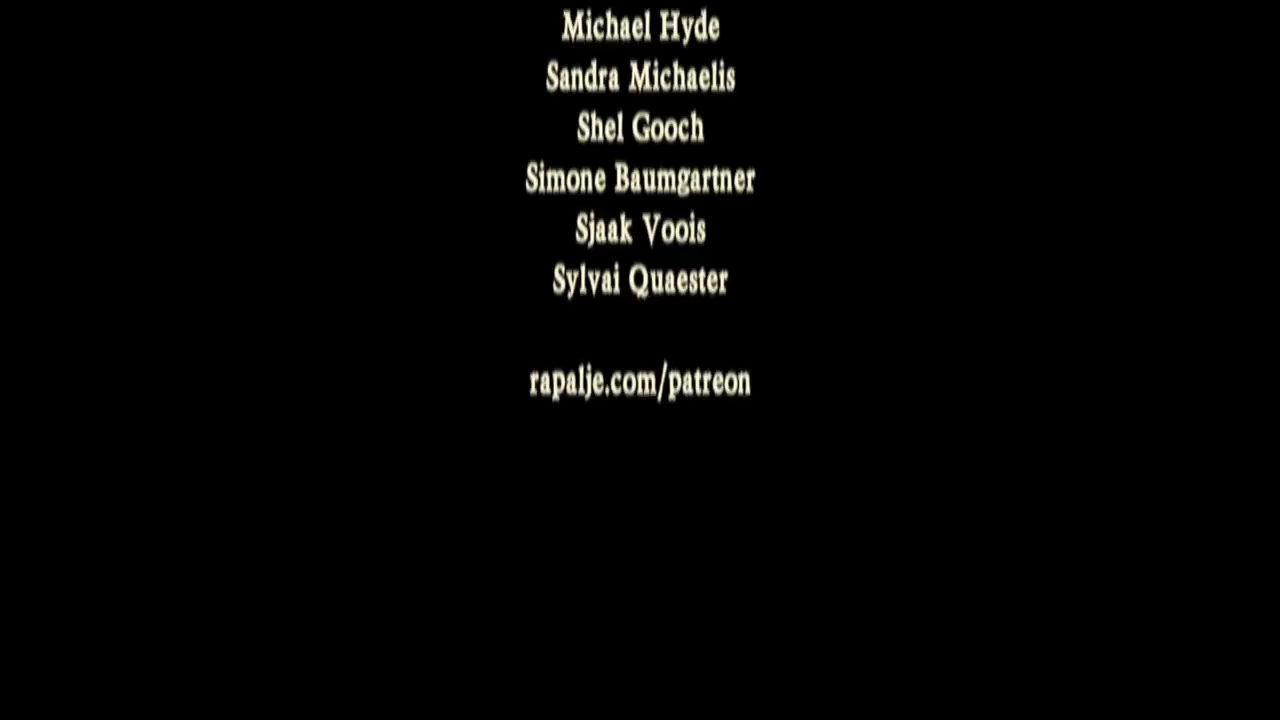 Michael Hyde
Sandra Michaelis
Shel Gooch
Simone Baumgartner
Sjaak Voois
Sylvai Quaester
rapalje.com/patreon